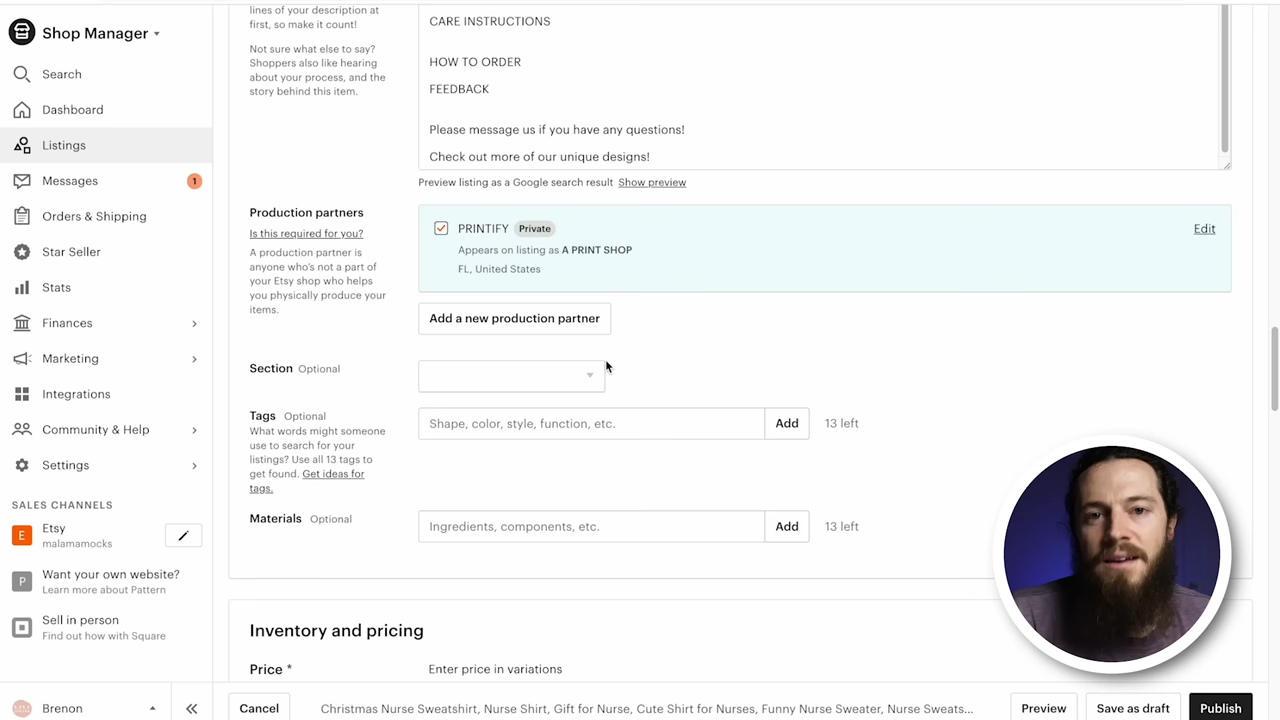 Shop Manager
Search
Dashboard
Listings
Messages
1
Orders & Shipping
Star Seller
Stats
Finances
Marketing
Integrations
Community & Help
Settings
SALES CHANNELS
E
Etsy
malamamocks
P
Want your own website?
Learn more about Pattern
Sell in person
Find out how with Square
Brenon
lines of your description at
first, so make it count!
Not sure what else to say?
Shoppers also like hearing
about your process, and the
story behind this item.
CARE INSTRUCTIONS
HOW TO ORDER
FEEDBACK
Please message us if you have any questions!
Check out more of our unique designs!
Preview listing as a Google search result Show preview
Production partners
Is this required for you?
A production partner is
anyone who's not a part of
your Etsy shop who helps
you physically produce your
items.
PRINTIFY Private
Edit
Appears on listing as A PRINT SHOP
FL, United States
Add a new production partner
Section Optional
Tags Optional
What words might someone
use to search for your
listings? Use all 13 tags to
get found. Get ideas for
tags.
Shape, color, style, function, etc.
Add
13 left
Materials Optional
Ingredients, components, etc.
Add
13 left
Inventory and pricing
Price *
Enter price in variations
Cancel
Christmas Nurse Sweatshirt, Nurse Shirt, Gift for Nurse, Cute Shirt for Nurses, Funny Nurse Sweater, Nurse Sweats...
Preview
Save as draft
Publish